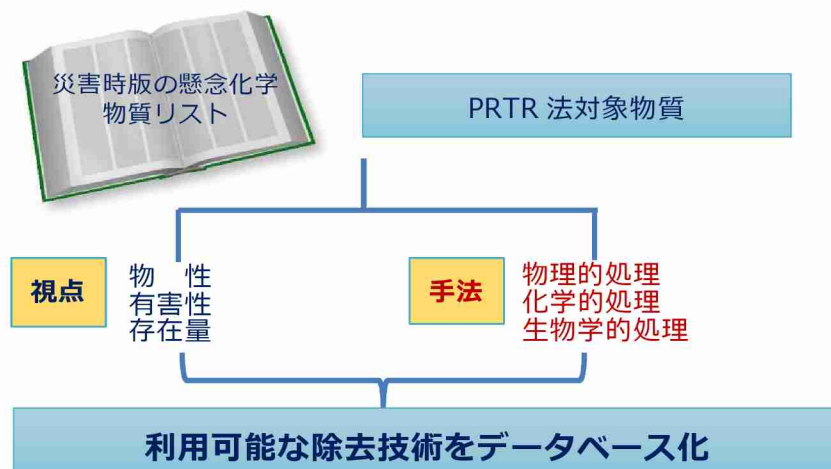 災害時版の懸念化学
物質リスト
PRTR 法対象物質
視点
物　性
有害性
存在量
手法
物理的処理
化学的処理
生物学的処理
利用可能な除去技術をデータベース化